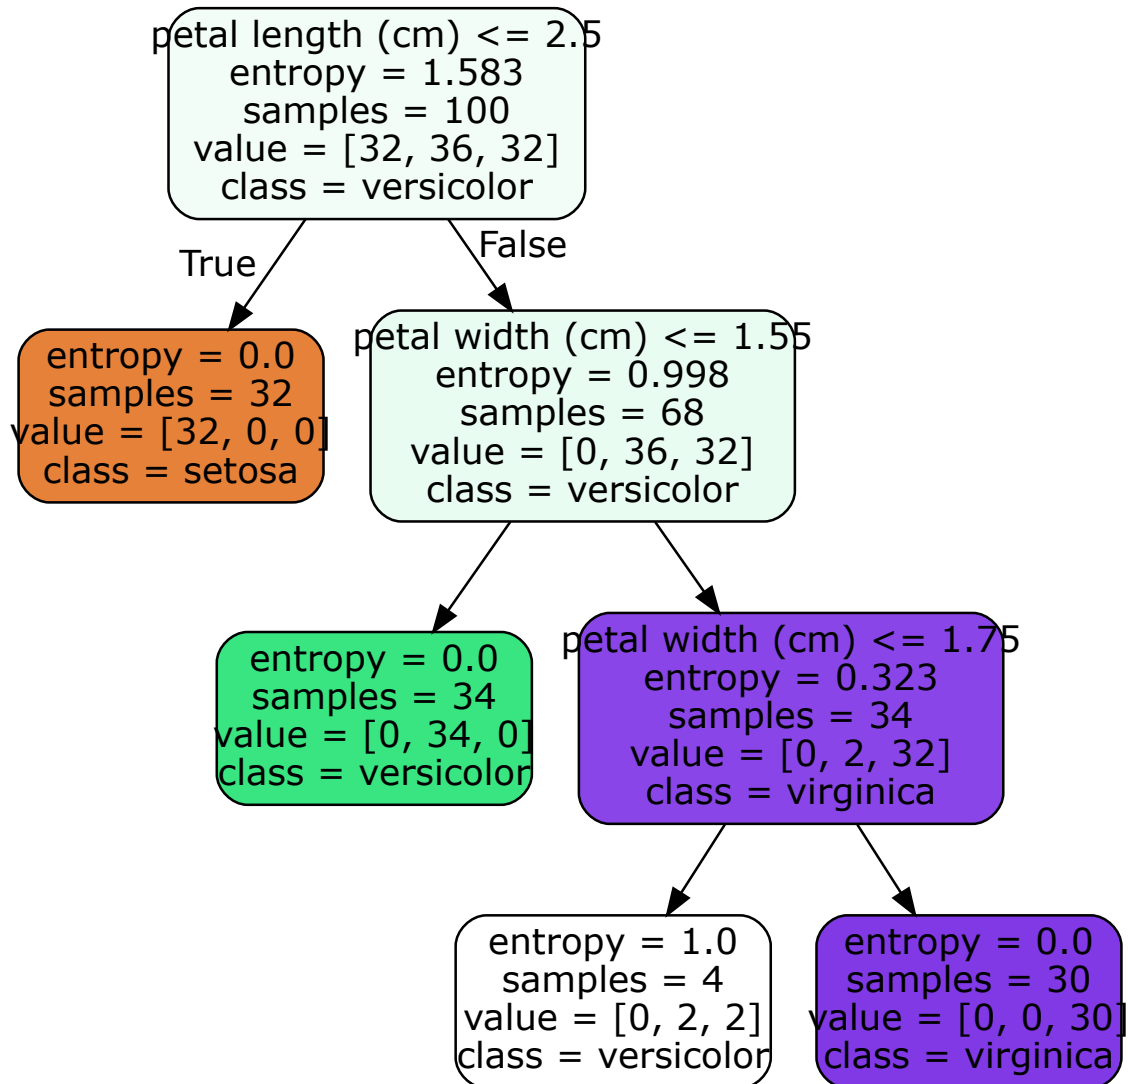 petal length (cm) <= 2.5
entropy = 1.583
samples = 100
value = [32, 36, 32]
class = versicolor
True
False
entropy = 0.0
samples = 32
value = [32, 0, 0]
class = setosa
petal width (cm) <= 1.55
entropy = 0.998
samples = 68
value = [0, 36, 32]
class = versicolor
entropy = 0.0
samples = 34
value = [0, 34, 0]
class = versicolor
petal width (cm) <= 1.75
entropy = 0.323
samples = 34
value = [0, 2, 32]
class = virginica
entropy = 1.0
samples = 4
value = [0, 2, 2]
class = versicolor
entropy = 0.0
samples = 30
value = [0, 0, 30]
class = virginica